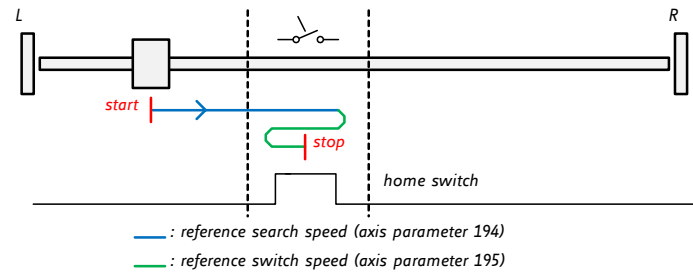 L
R
start
stop
home switch
: reference search speed (axis parameter 194)
: reference switch speed (axis parameter 195)